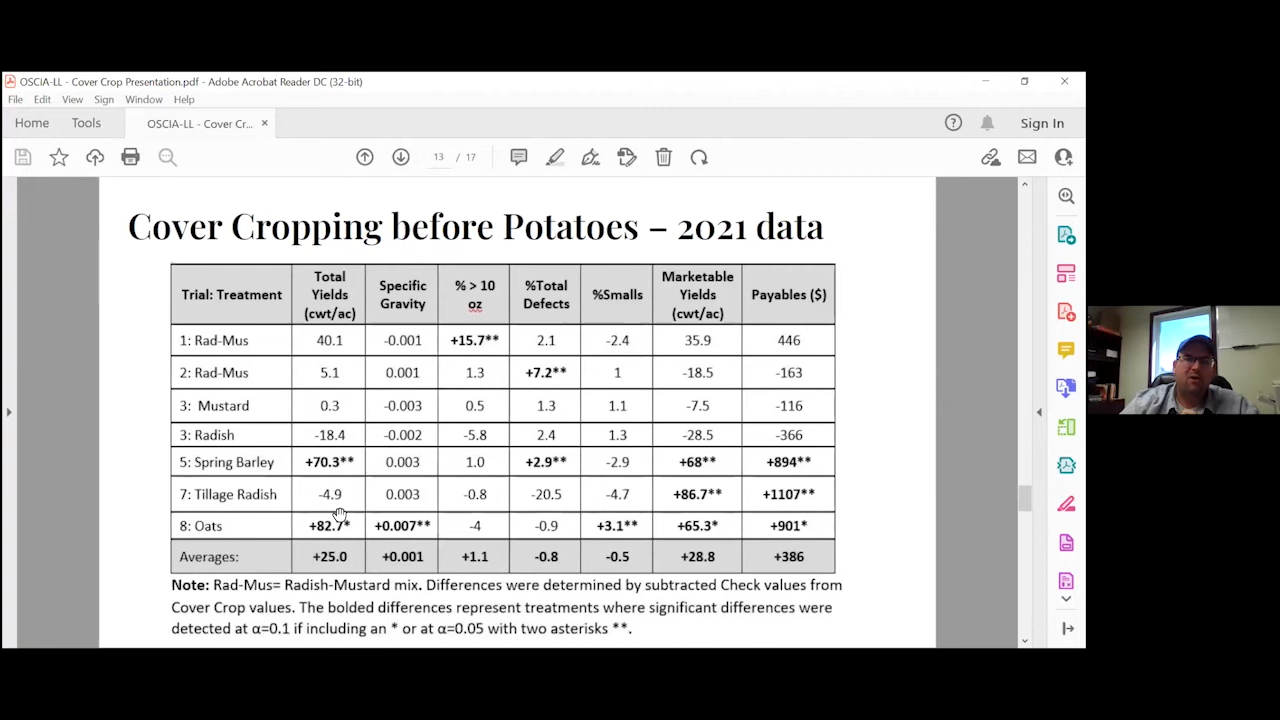 OSCIA-LL - Cover Crop Presentation.pdf - Adobe Acrobat Reader DC (32-bit)
File Edit View Sign Window Help
Home Tools OSCIA-LL - Cover Cr... × Sign In
13 / 17
Cover Cropping before Potatoes – 2021 data
Trial: Treatment Total Yields (cwt/ac) Specific Gravity % > 10 oz %Total Defects %Smalls Marketable Yields (cwt/ac) Payables ($)
1: Rad-Mus 40.1 -0.001 +15.7** 2.1 -2.4 35.9 446
2: Rad-Mus 5.1 0.001 1.3 +7.2** 1 -18.5 -163
3: Mustard 0.3 -0.003 0.5 1.3 1.1 -7.5 -116
3: Radish -18.4 -0.002 -5.8 2.4 1.3 -28.5 -366
5: Spring Barley +70.3** 0.003 1.0 +2.9** -2.9 +68** +894**
7: Tillage Radish -4.9 0.003 -0.8 -20.5 -4.7 +86.7** +1107**
8: Oats +82.7* +0.007** -4 -0.9 +3.1** +65.3* +901*
Averages: +25.0 +0.001 +1.1 -0.8 -0.5 +28.8 +386
Note: Rad-Mus= Radish-Mustard mix. Differences were determined by subtracted Check values from
Cover Crop values. The bolded differences represent treatments where significant differences were
detected at α=0.1 if including an * or at α=0.05 with two asterisks **.